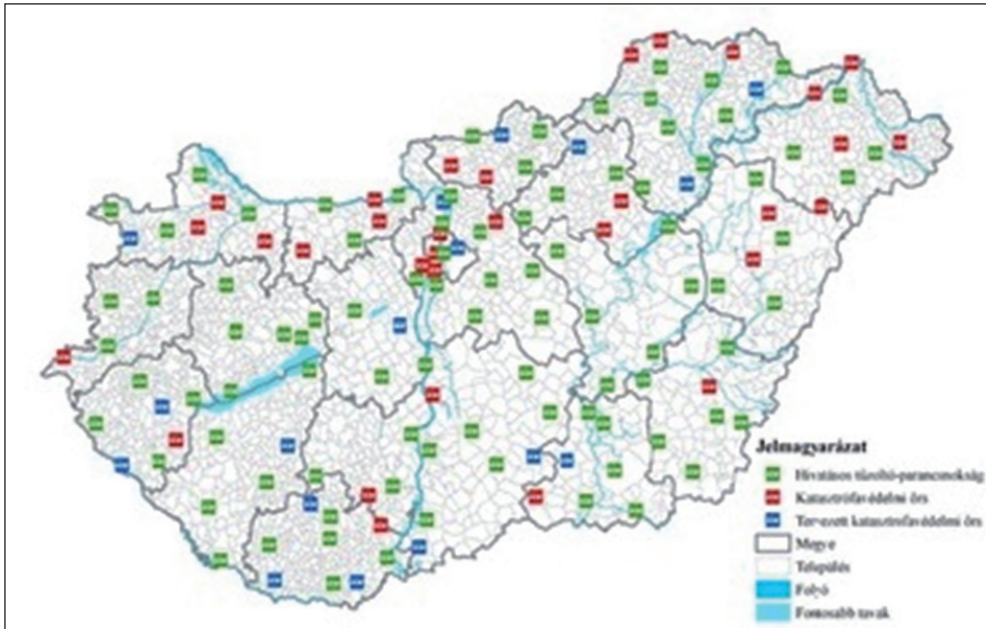 Jelmagyarázat
Hivatásos tűzoltó-parancsnokság
Katasztrófavédelmi őrs
Tervezett katasztrófavédelmi őrs
Megye
Település
Folyó
Fontosabb tavak